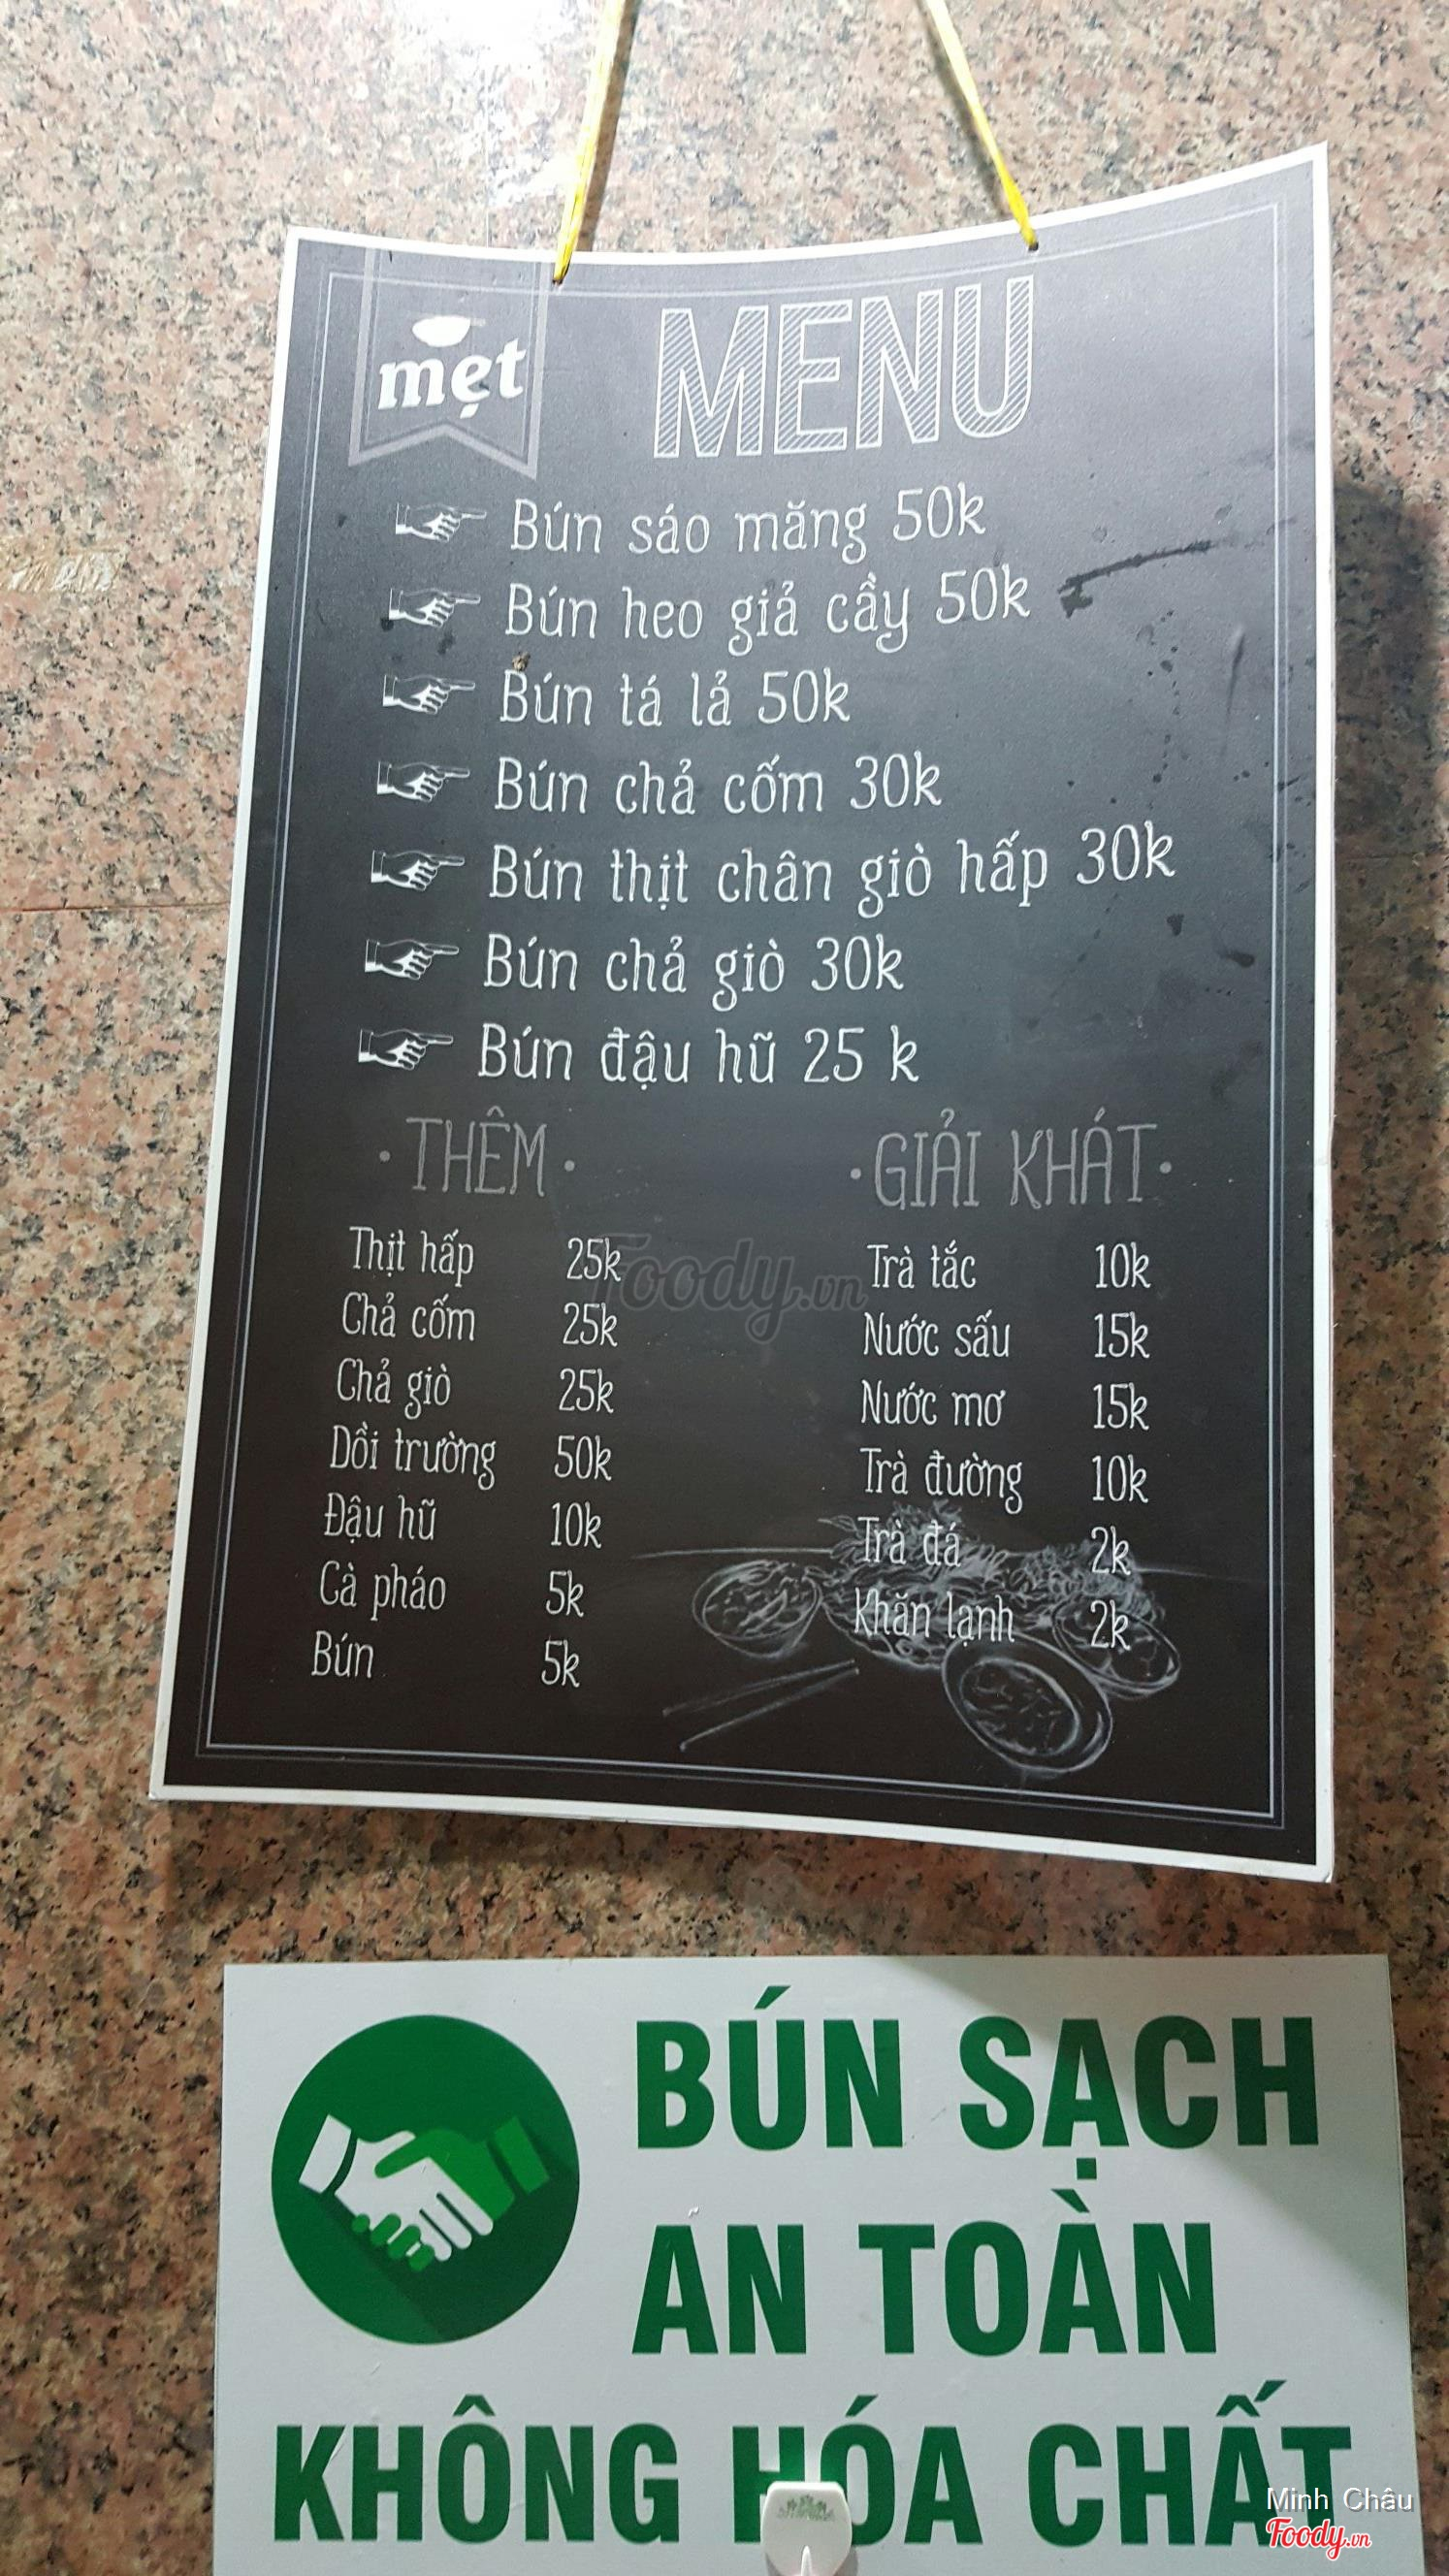 mẹt
MENU
Bún sáo măng 50k
Bún heo giả cầy 50k
Bún tá lả 50k
Bún chả cốm 30k
Bún thịt chân giò hấp 30k
Bún chả giò 30k
Bún đậu hũ 25 k
· THÊM ·
Thịt hấp 25k
Chả cốm 25k
Chả giò 25k
Dồi trường 50k
Đậu hũ 10k
Cà pháo 5k
Bún 5k
· GIẢI KHÁT ·
Trà tắc 10k
Nước sấu 15k
Nước mơ 15k
Trà đường 10k
Trà đá 2k
Khăn lạnh 2k
Foody.vn
BÚN SẠCH
AN TOÀN
KHÔNG HÓA CHẤT
Minh Châu
Foody.vn